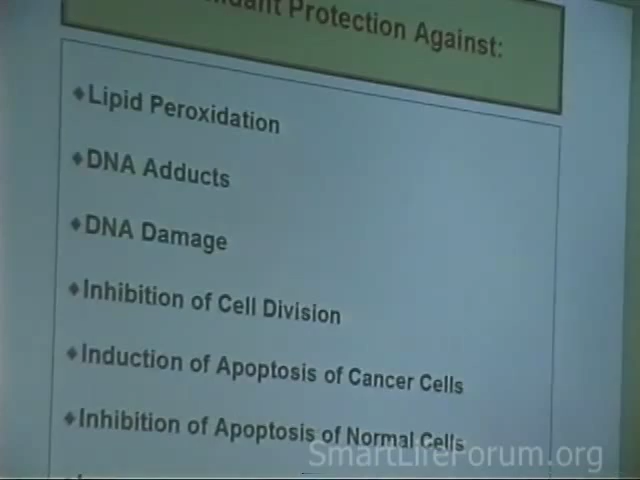 Protection Against:
♦Lipid Peroxidation
♦DNA Adducts
♦DNA Damage
♦Inhibition of Cell Division
♦Induction of Apoptosis of Cancer Cells
♦Inhibition of Apoptosis of Normal Cells
SmartLifeForum.org